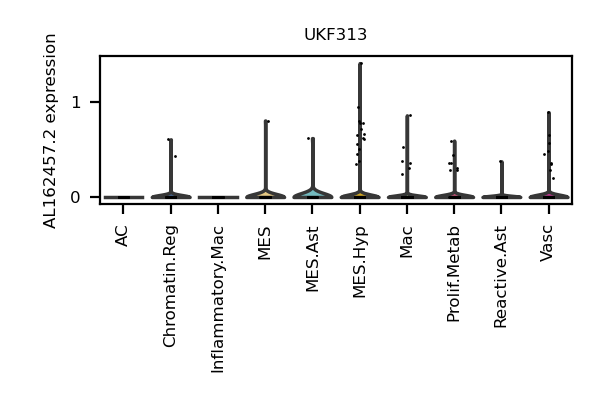 UKF313
AL162457.2 expression
1
0
AC
Chromatin.Reg
Inflammatory.Mac
MES
MES.Ast
MES.Hyp
Mac
Prolif.Metab
Reactive.Ast
Vasc